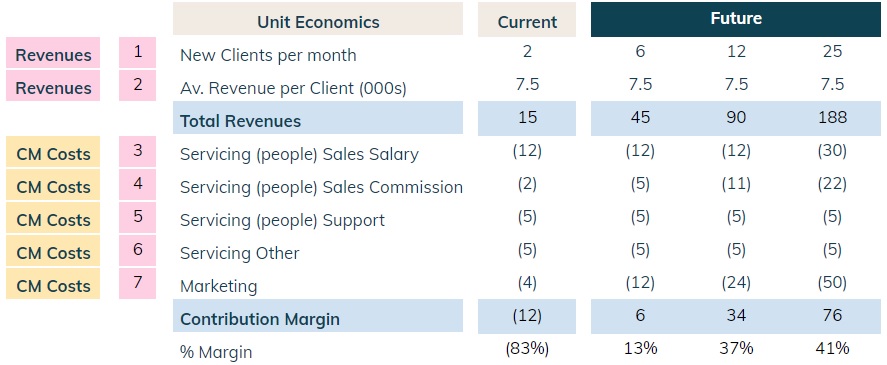 Unit Economics Current Future
Revenues 1 New Clients per month 2 6 12 25
Revenues 2 Av. Revenue per Client (000s) 7.5 7.5 7.5 7.5
Total Revenues 15 45 90 188
CM Costs 3 Servicing (people) Sales Salary (12) (12) (12) (30)
CM Costs 4 Servicing (people) Sales Commission (2) (5) (11) (22)
CM Costs 5 Servicing (people) Support (5) (5) (5) (5)
CM Costs 6 Servicing Other (5) (5) (5) (5)
CM Costs 7 Marketing (4) (12) (24) (50)
Contribution Margin (12) 6 34 76
% Margin (83%) 13% 37% 41%